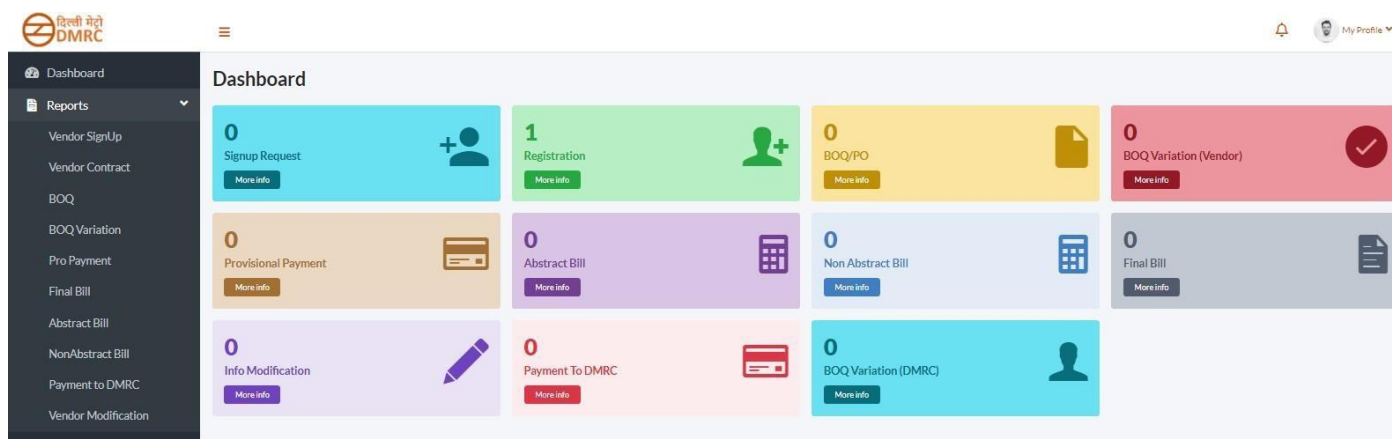 दिल्ली मेट्रो
DMRC
My Profile
Dashboard
Reports
Vendor SignUp
Vendor Contract
BOQ
BOQ Variation
Pro Payment
Final Bill
Abstract Bill
NonAbstract Bill
Payment to DMRC
Vendor Modification
Dashboard
0
Signup Request
More info
1
Registration
More info
0
BOQ/PO
More info
0
BOQ Variation (Vendor)
More info
0
Provisional Payment
More info
0
Abstract Bill
More info
0
Non Abstract Bill
More info
0
Final Bill
More info
0
Info Modification
More info
0
Payment To DMRC
More info
0
BOQ Variation (DMRC)
More info